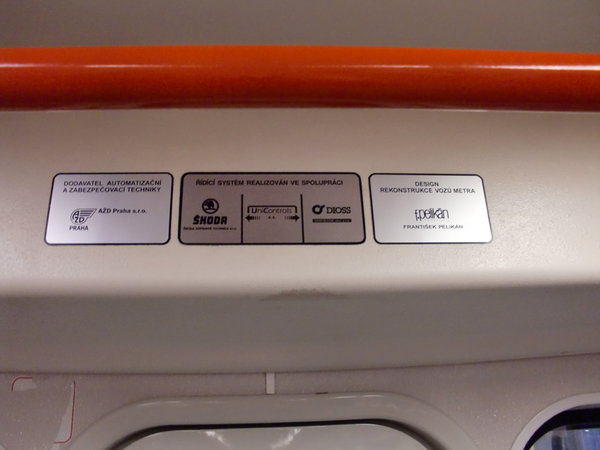 DODAVATEL AUTOMATIZAČNÍ
A ZABEZPEČOVACÍ TECHNIKY
AŽD
AŽD Praha s.r.o.
PRAHA
ŘÍDÍCÍ SYSTÉM REALIZOVÁN VE SPOLUPRÁCI
ŠKODA
UniControls
a.s.
DIOSS
DESIGN
REKONSTRUKCE VOZŮ METRA
f.pelikán
FRANTIŠEK PELIKÁN